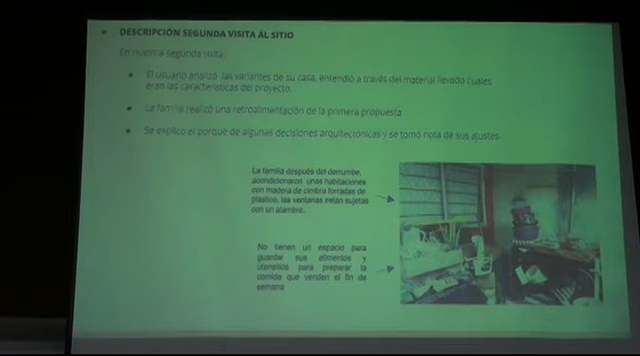 DESCRIPCIÓN SEGUNDA VISITA AL SITIO
En nuestra segunda visita:
El usuario analizó las variantes de su casa, entendió a través del material llevado cuales
eran las características del proyecto.
La familia realizó una retroalimentación de la primera propuesta
Se explico el porqué de algunas decisiones arquitectónicas y se tomó nota de sus ajustes.
La familia después del derrumbe,
acondicionaron unas habitaciones
con madera de cimbra forradas de
plástico, las ventanas están sujetas
con un alambre.
No tienen un espacio para
guardar sus alimentos y
utensilios para preparar la
comida que venden el fin de
semana